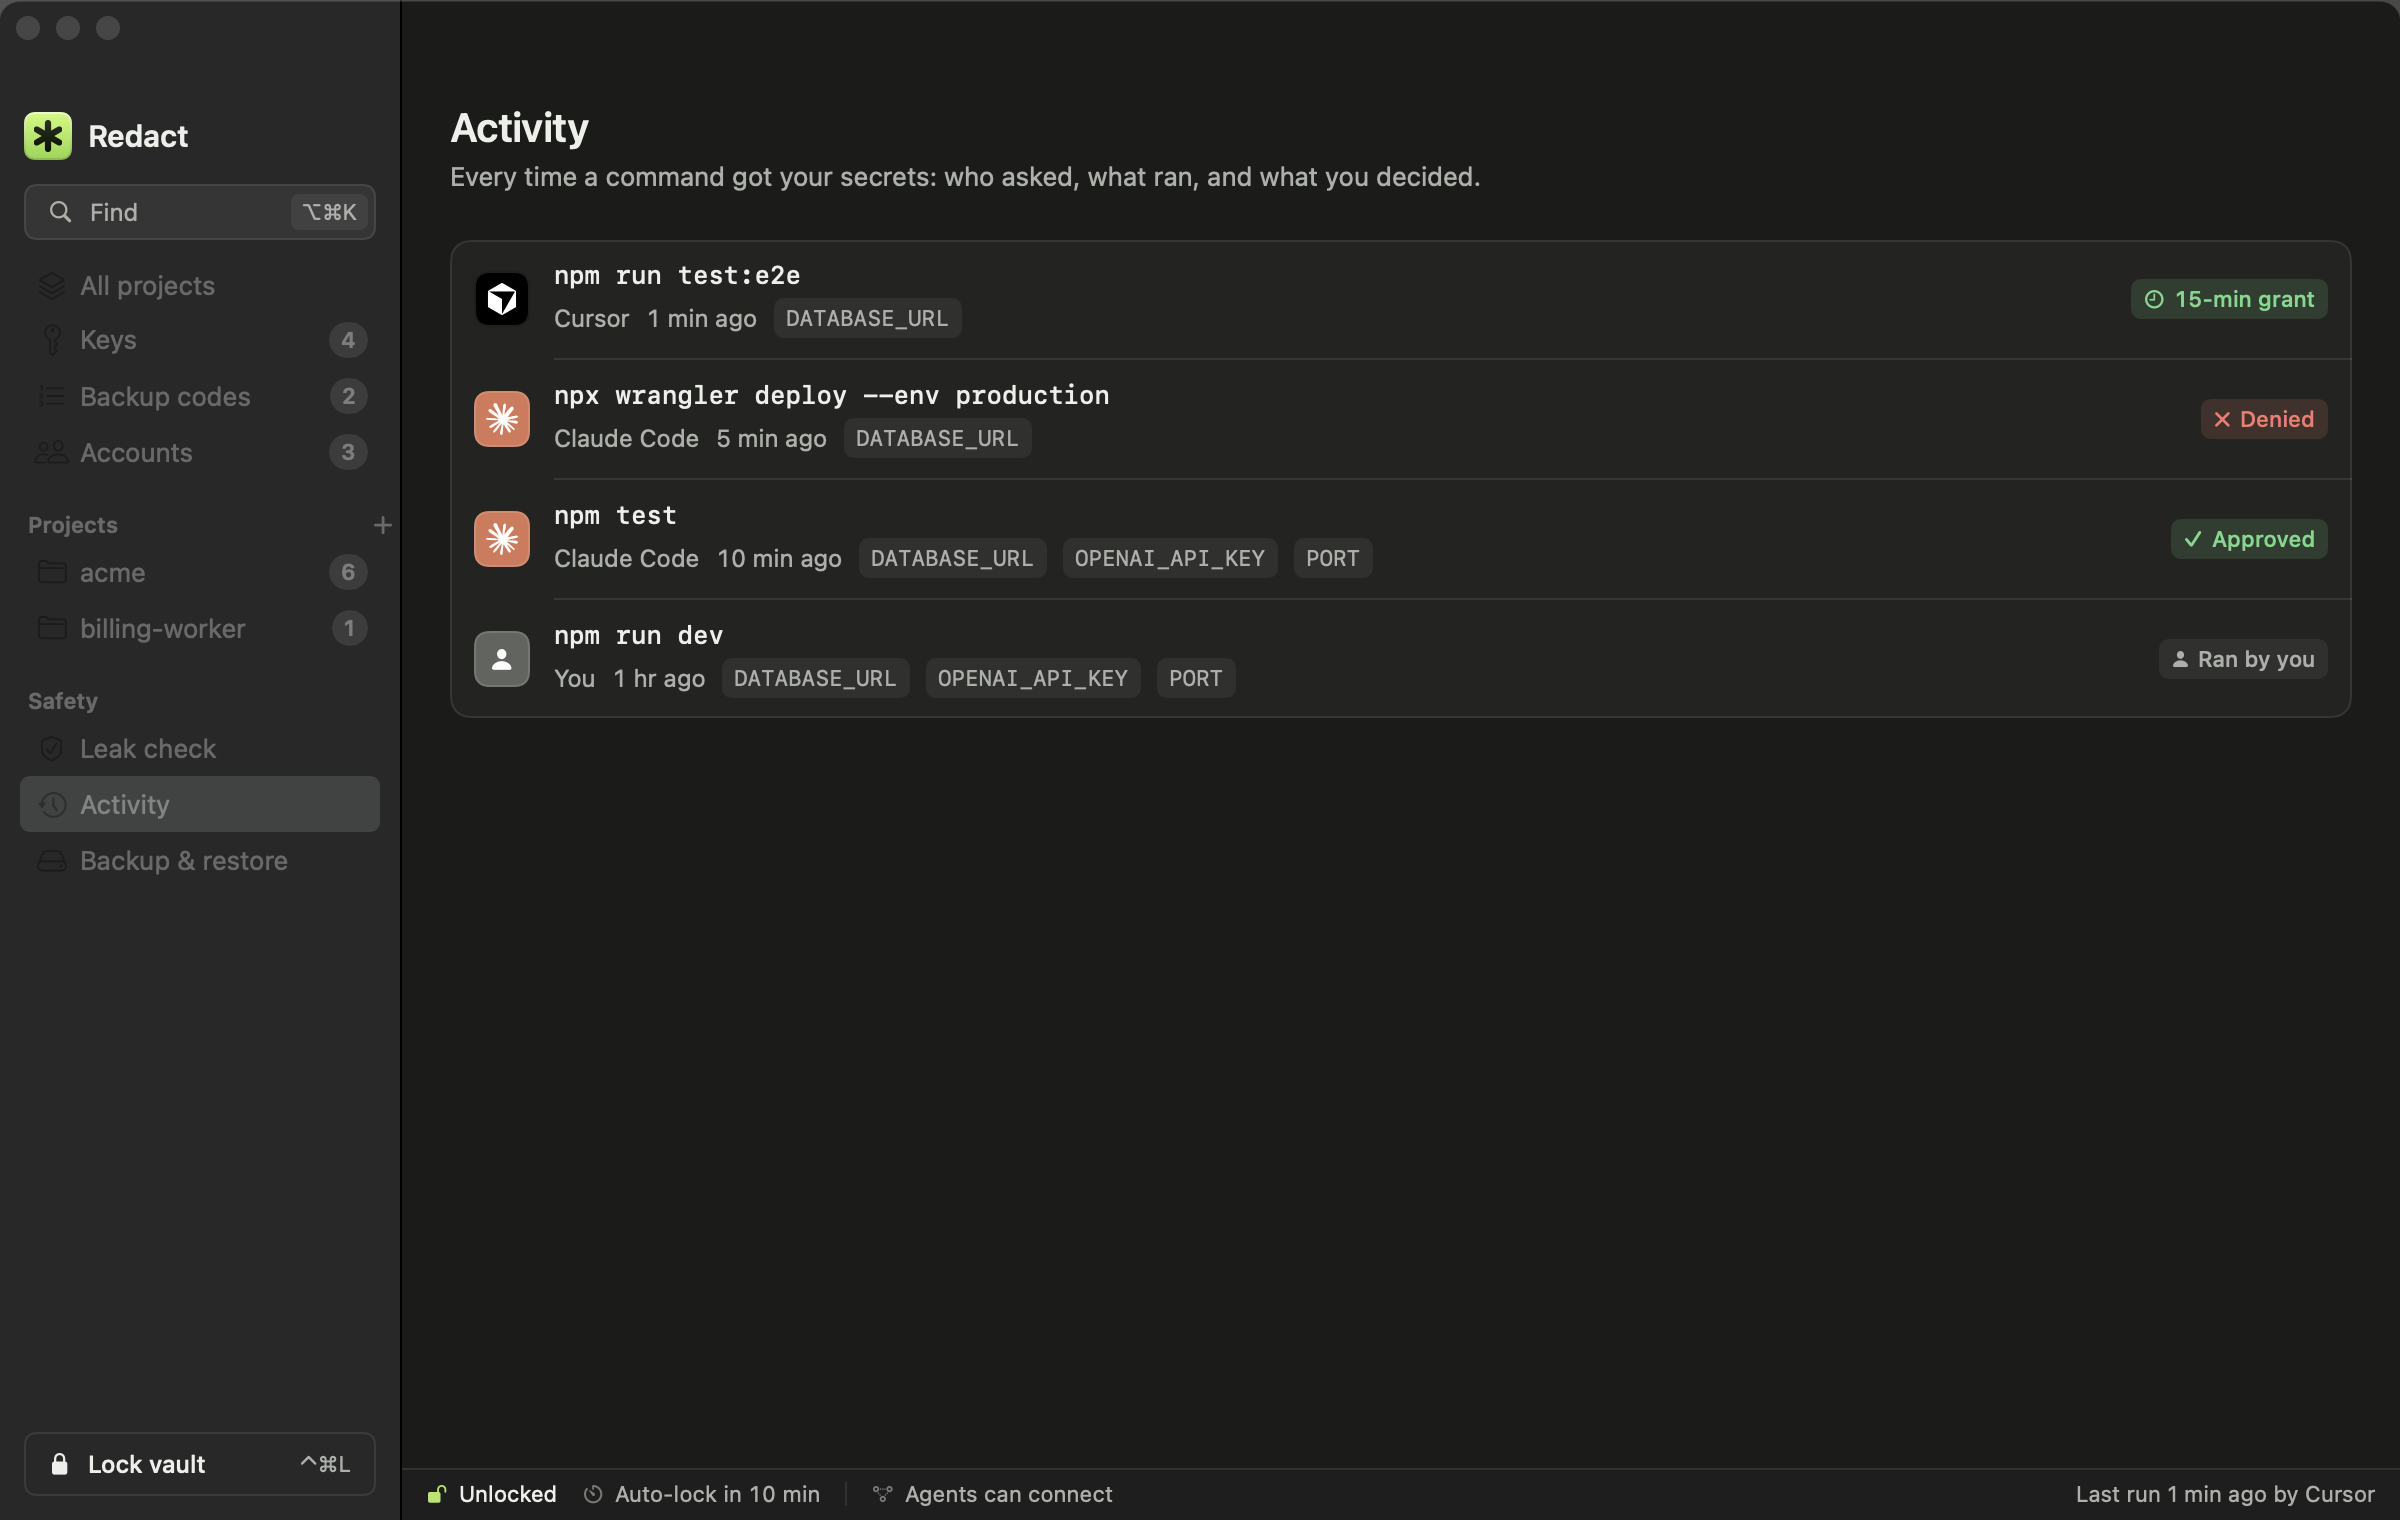 Redact
Find ⌥⌘K
All projects
Keys 4
Backup codes 2
Accounts 3
Projects +
acme 6
billing-worker 1
Safety
Leak check
Activity
Backup & restore
Lock vault ^⌘L
Activity
Every time a command got your secrets: who asked, what ran, and what you decided.
npm run test:e2e
Cursor 1 min ago DATABASE_URL
15-min grant
npx wrangler deploy --env production
Claude Code 5 min ago DATABASE_URL
Denied
npm test
Claude Code 10 min ago DATABASE_URL OPENAI_API_KEY PORT
Approved
npm run dev
You 1 hr ago DATABASE_URL OPENAI_API_KEY PORT
Ran by you
Unlocked Auto-lock in 10 min Agents can connect Last run 1 min ago by Cursor